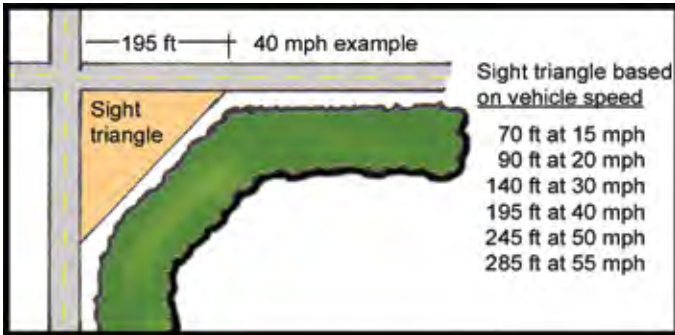 195 ft
40 mph example
Sight
triangle
Sight triangle based
on vehicle speed
70 ft at 15 mph
90 ft at 20 mph
140 ft at 30 mph
195 ft at 40 mph
245 ft at 50 mph
285 ft at 55 mph